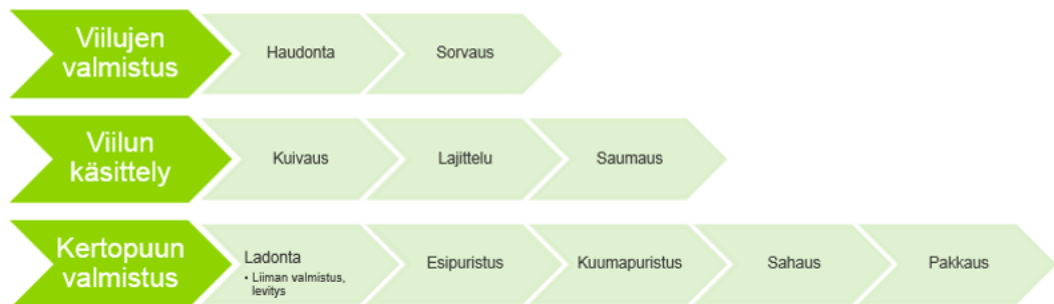 Viilujen
valmistus
Haudonta
Sorvaus
Viilun
käsittely
Kuivaus
Lajittelu
Saumaus
Kertopuun
valmistus
Ladonta
• Liiman valmistus,
levitys
Esipuristus
Kuumapuristus
Sahaus
Pakkaus